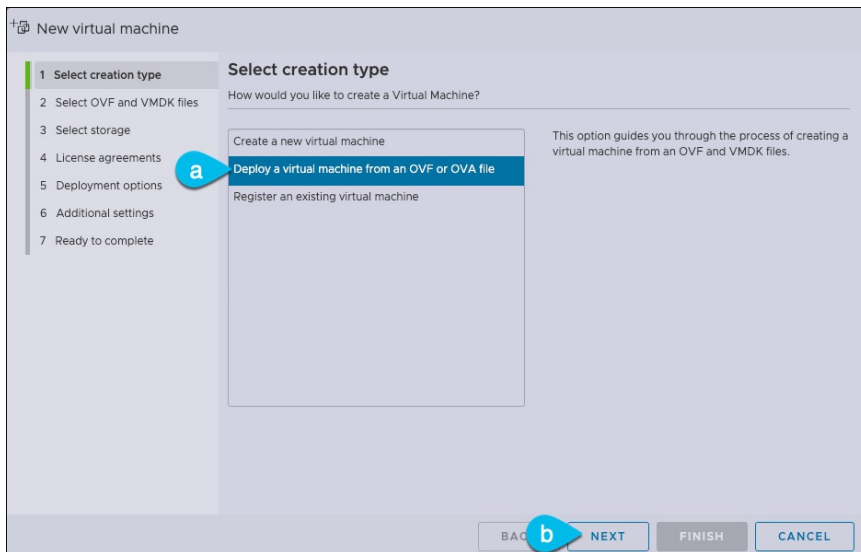 New virtual machine
1 Select creation type
2 Select OVF and VMDK files
3 Select storage
4 License agreements
5 Deployment options
6 Additional settings
7 Ready to complete
Select creation type
How would you like to create a Virtual Machine?
Create a new virtual machine
a
Deploy a virtual machine from an OVF or OVA file
Register an existing virtual machine
This option guides you through the process of creating a
virtual machine from an OVF and VMDK files.
b
NEXT
FINISH
CANCEL